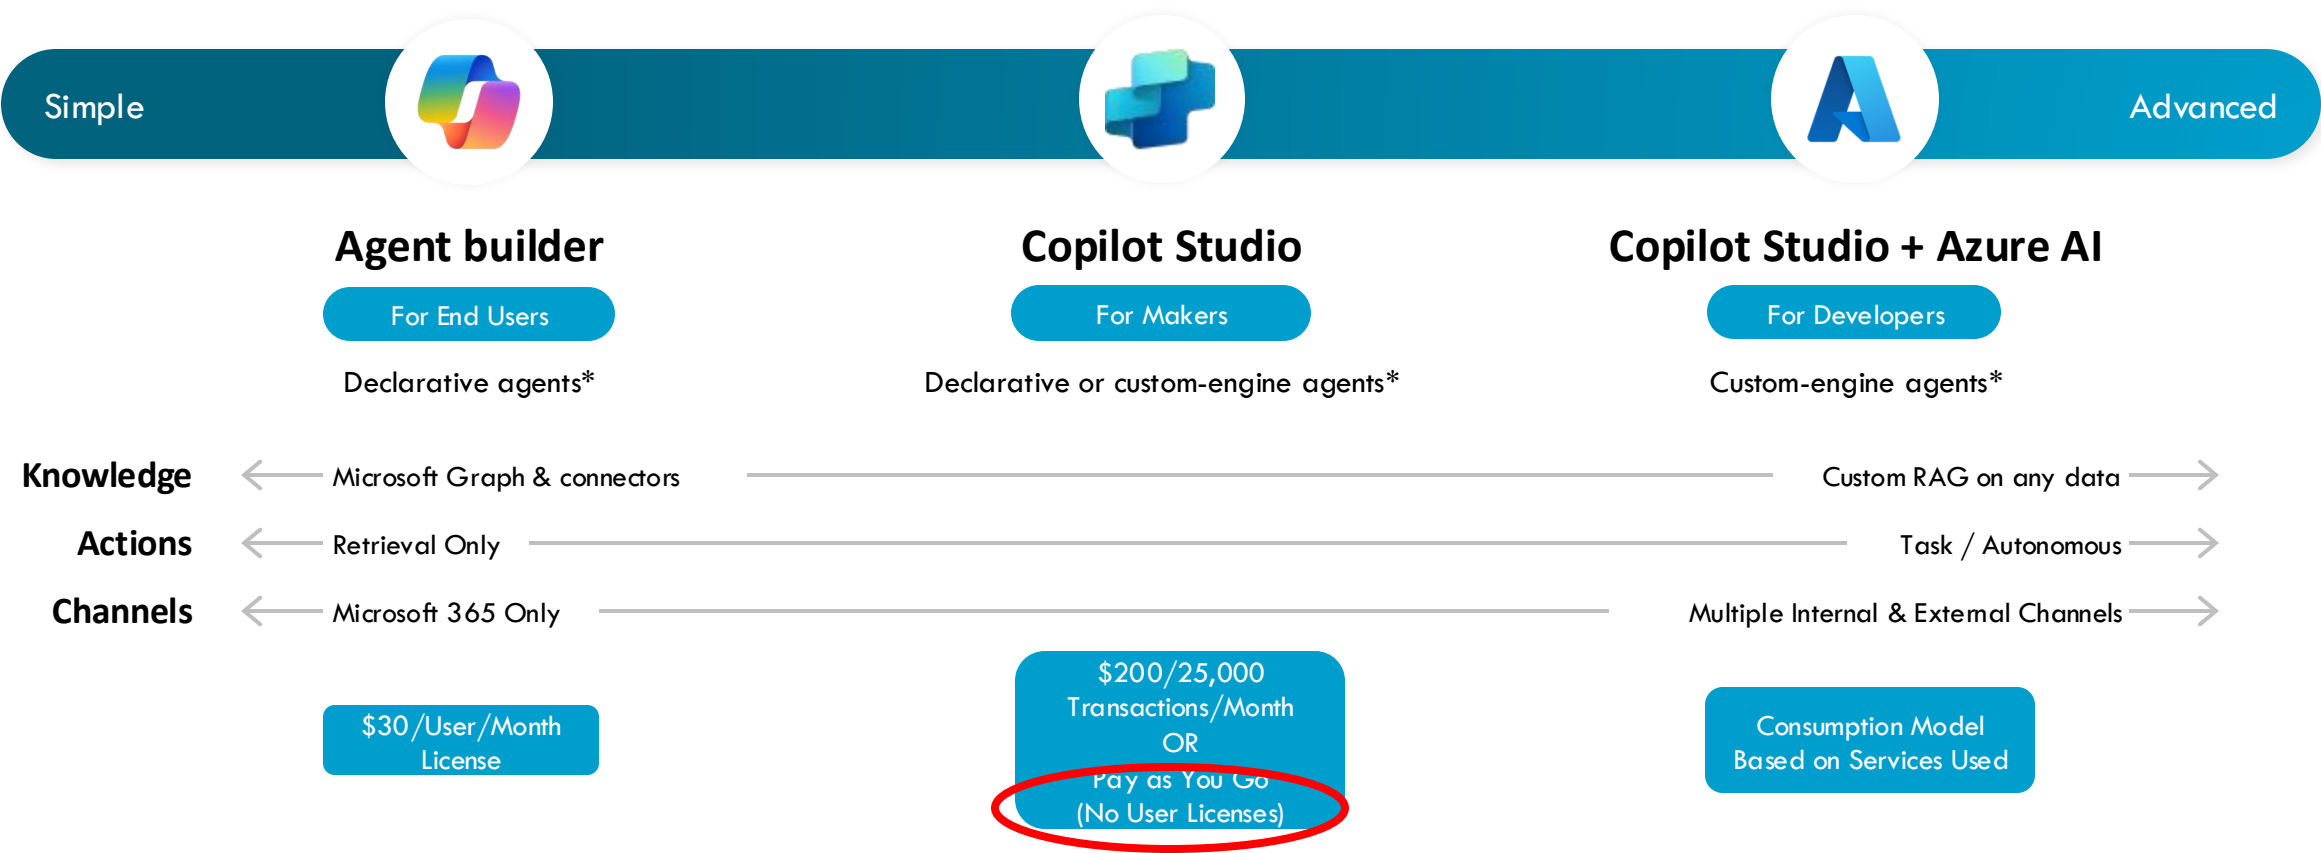 Simple
Advanced
Agent builder
Copilot Studio
Copilot Studio + Azure AI
For End Users
For Makers
For Developers
Declarative agents*
Declarative or custom-engine agents*
Custom-engine agents*
Knowledge
Microsoft Graph & connectors
Custom RAG on any data
Actions
Retrieval Only
Task / Autonomous
Channels
Microsoft 365 Only
Multiple Internal & External Channels
$30/User/Month
License
$200/25,000
Transactions/Month
OR
Pay as You Go
(No User Licenses)
Consumption Model
Based on Services Used